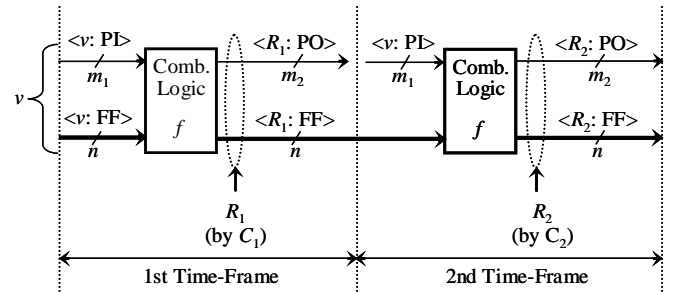 <v: PI>
<R1: PO>
<v: PI>
<R2: PO>
m1
m2
m1
m2
Comb.
Logic
f
Comb.
Logic
f
v
<v: FF>
<R1: FF>
<R2: FF>
n
n
n
R1
(by C1)
R2
(by C2)
1st Time-Frame
2nd Time-Frame